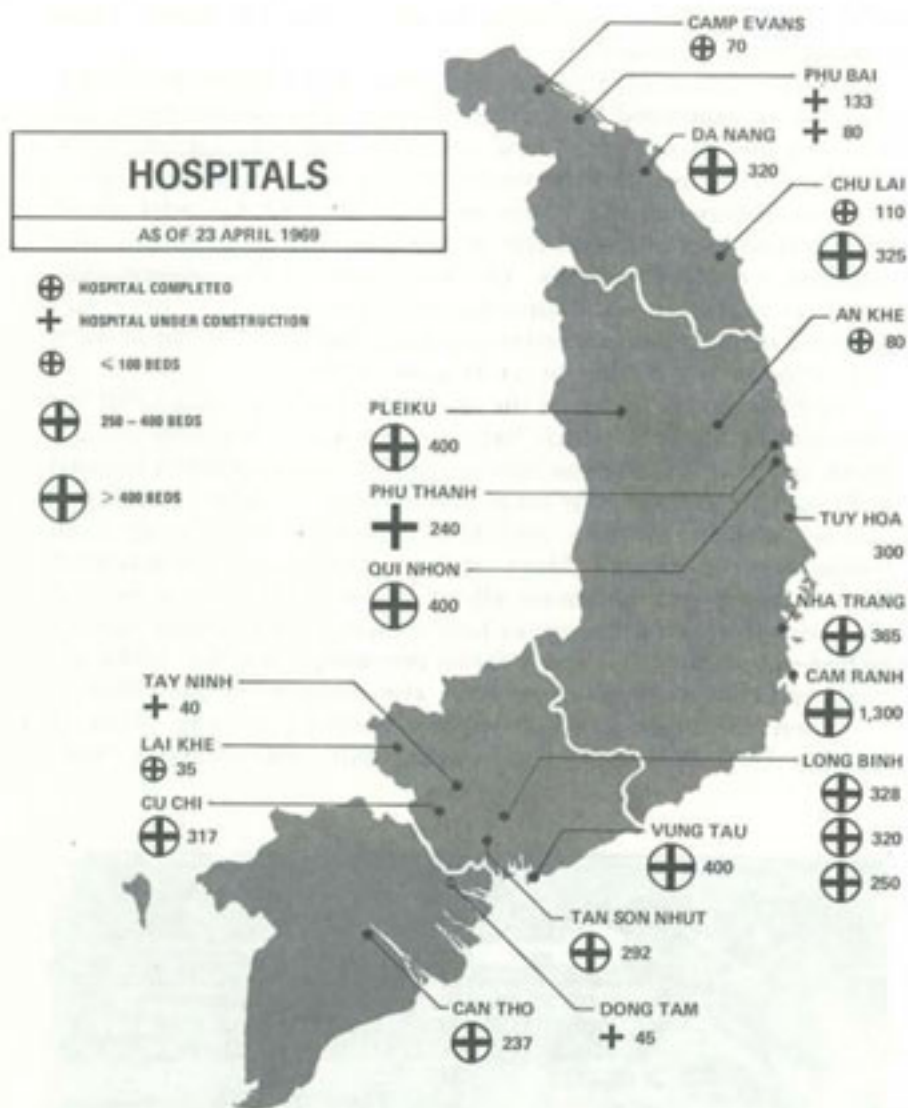 CAMP EVANS
70
PHU BAI
133
80
HOSPITALS
AS OF 23 APRIL 1969
DA NANG
320
CHU LAI
110
325
HOSPITAL COMPLETED
HOSPITAL UNDER CONSTRUCTION
≤ 100 BEDS
250 – 400 BEDS
> 400 BEDS
AN KHE
80
PLEIKU
400
PHU THANH
240
TUY HOA
300
QUI NHON
400
NHA TRANG
365
CAM RANH
1,300
TAY NINH
40
LAI KHE
35
CU CHI
317
LONG BINH
328
320
250
VUNG TAU
400
TAN SON NHUT
292
CAN THO
237
DONG TAM
45